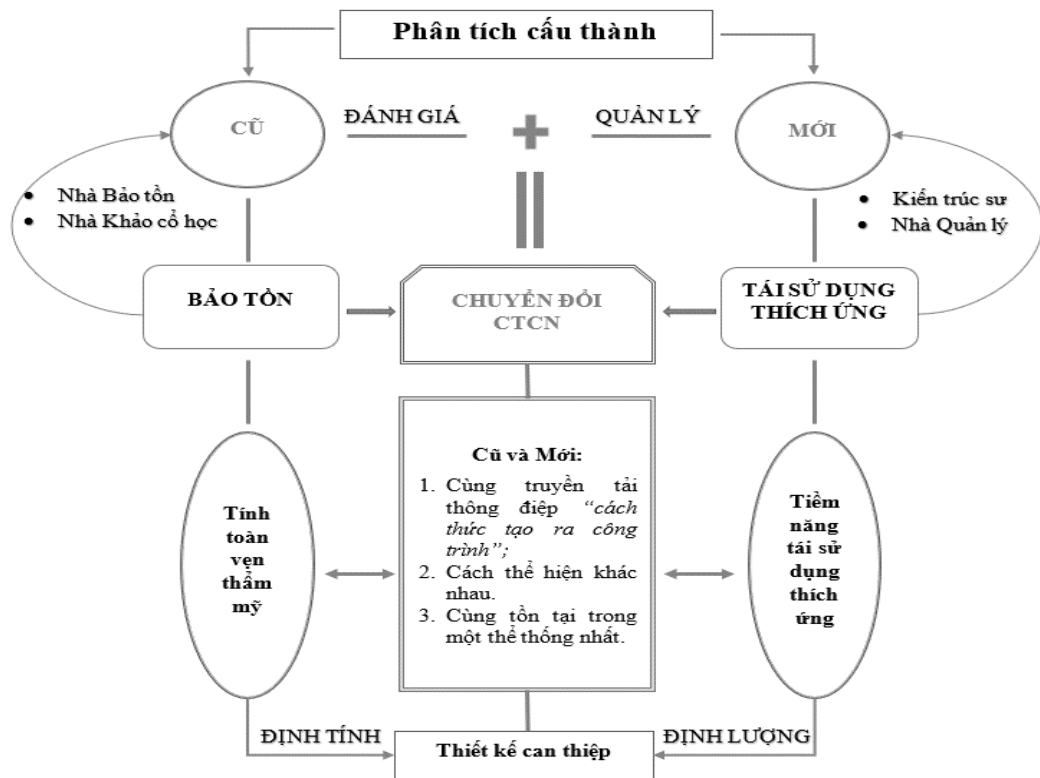 Phân tích cấu thành
CŨ
ĐÁNH GIÁ
+
QUẢN LÝ
MỚI
• Nhà Bảo tồn
• Nhà Khảo cổ học
• Kiến trúc sư
• Nhà Quản lý
BẢO TỒN
CHUYỂN ĐỔI
CTCN
TÁI SỬ DỤNG
THÍCH ỨNG
Tính
toàn
vẹn
thẩm
mỹ
Cũ và Mới:
1. Cùng truyền tải
thông điệp “cách
thức tạo ra công
trình”;
2. Cách thể hiện khác
nhau.
3. Cùng tồn tại trong
một thể thống nhất.
Tiềm
năng
tái sử
dụng
thích
ứng
ĐỊNH TÍNH
Thiết kế can thiệp
ĐỊNH LƯỢNG